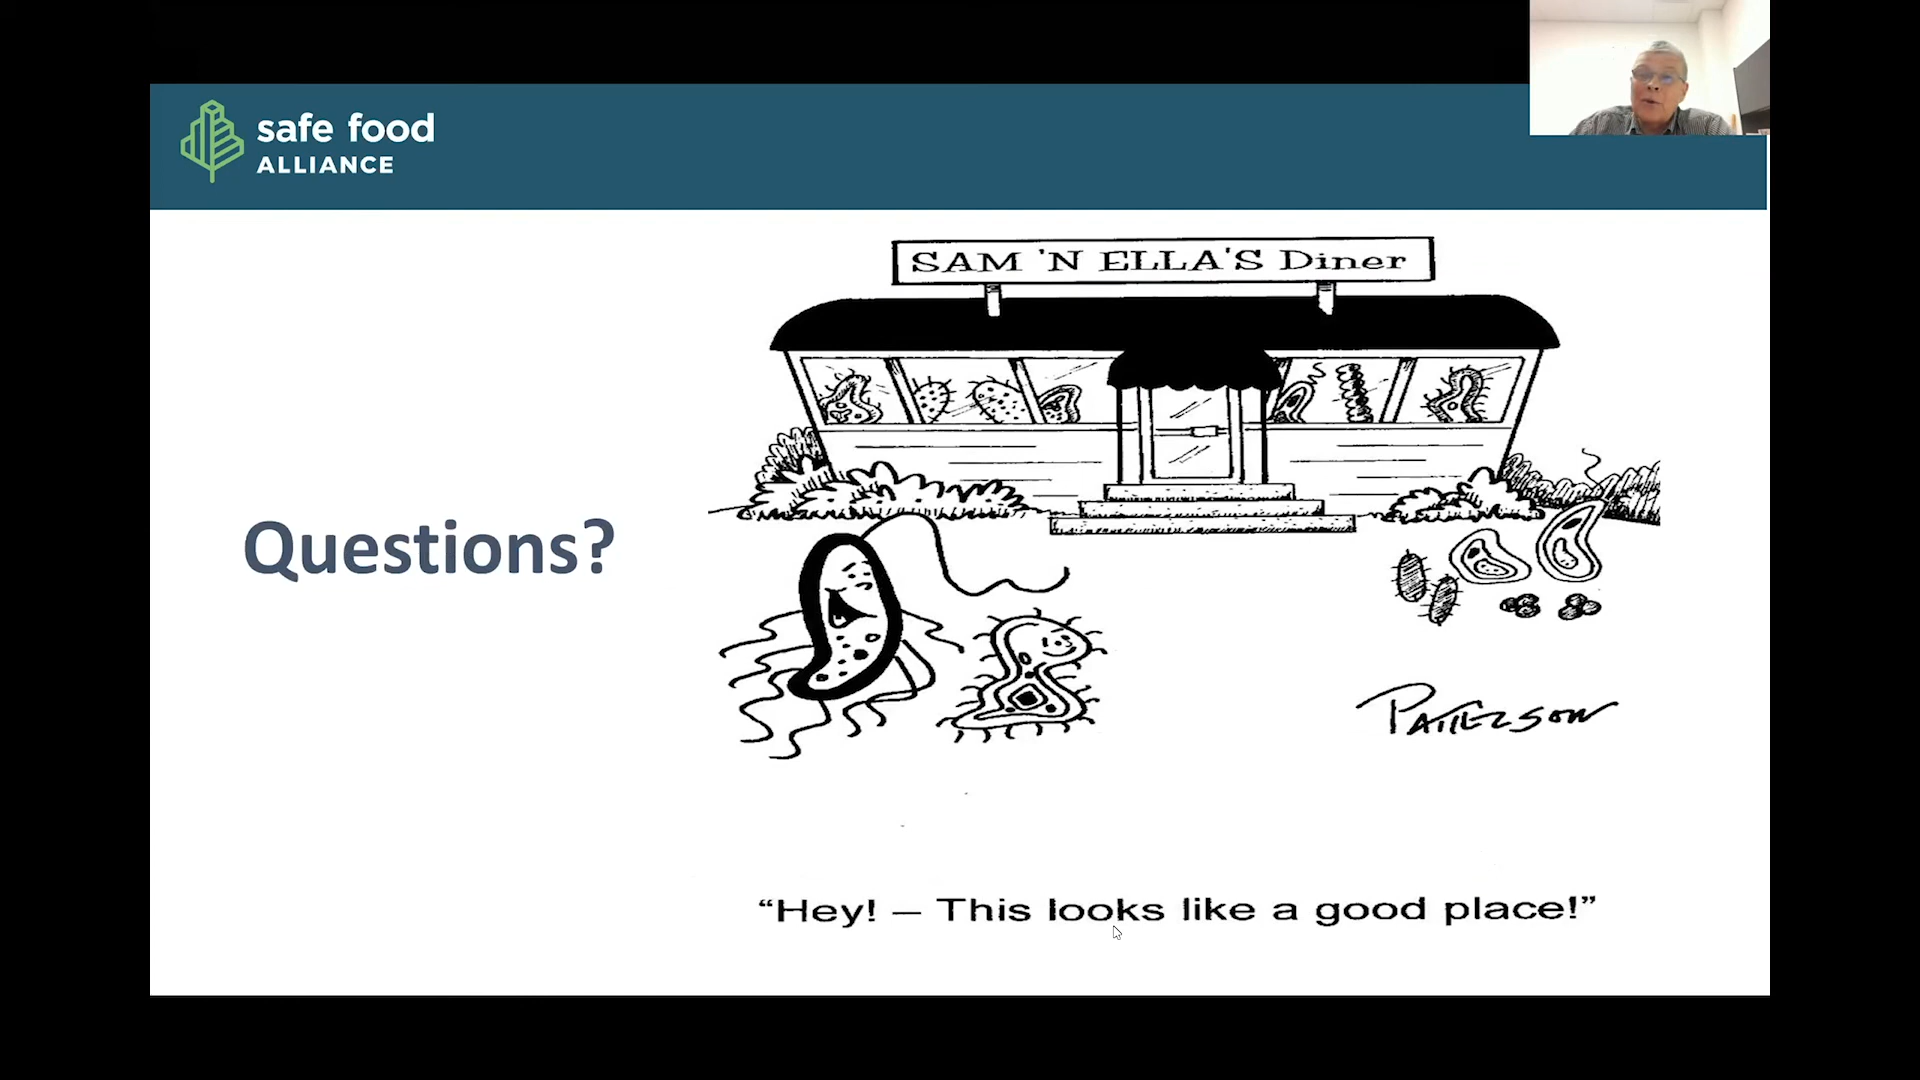 safe food
ALLIANCE
SAM 'N ELLA'S Diner
Questions?
PATTERSON
“Hey! – This looks like a good place!”